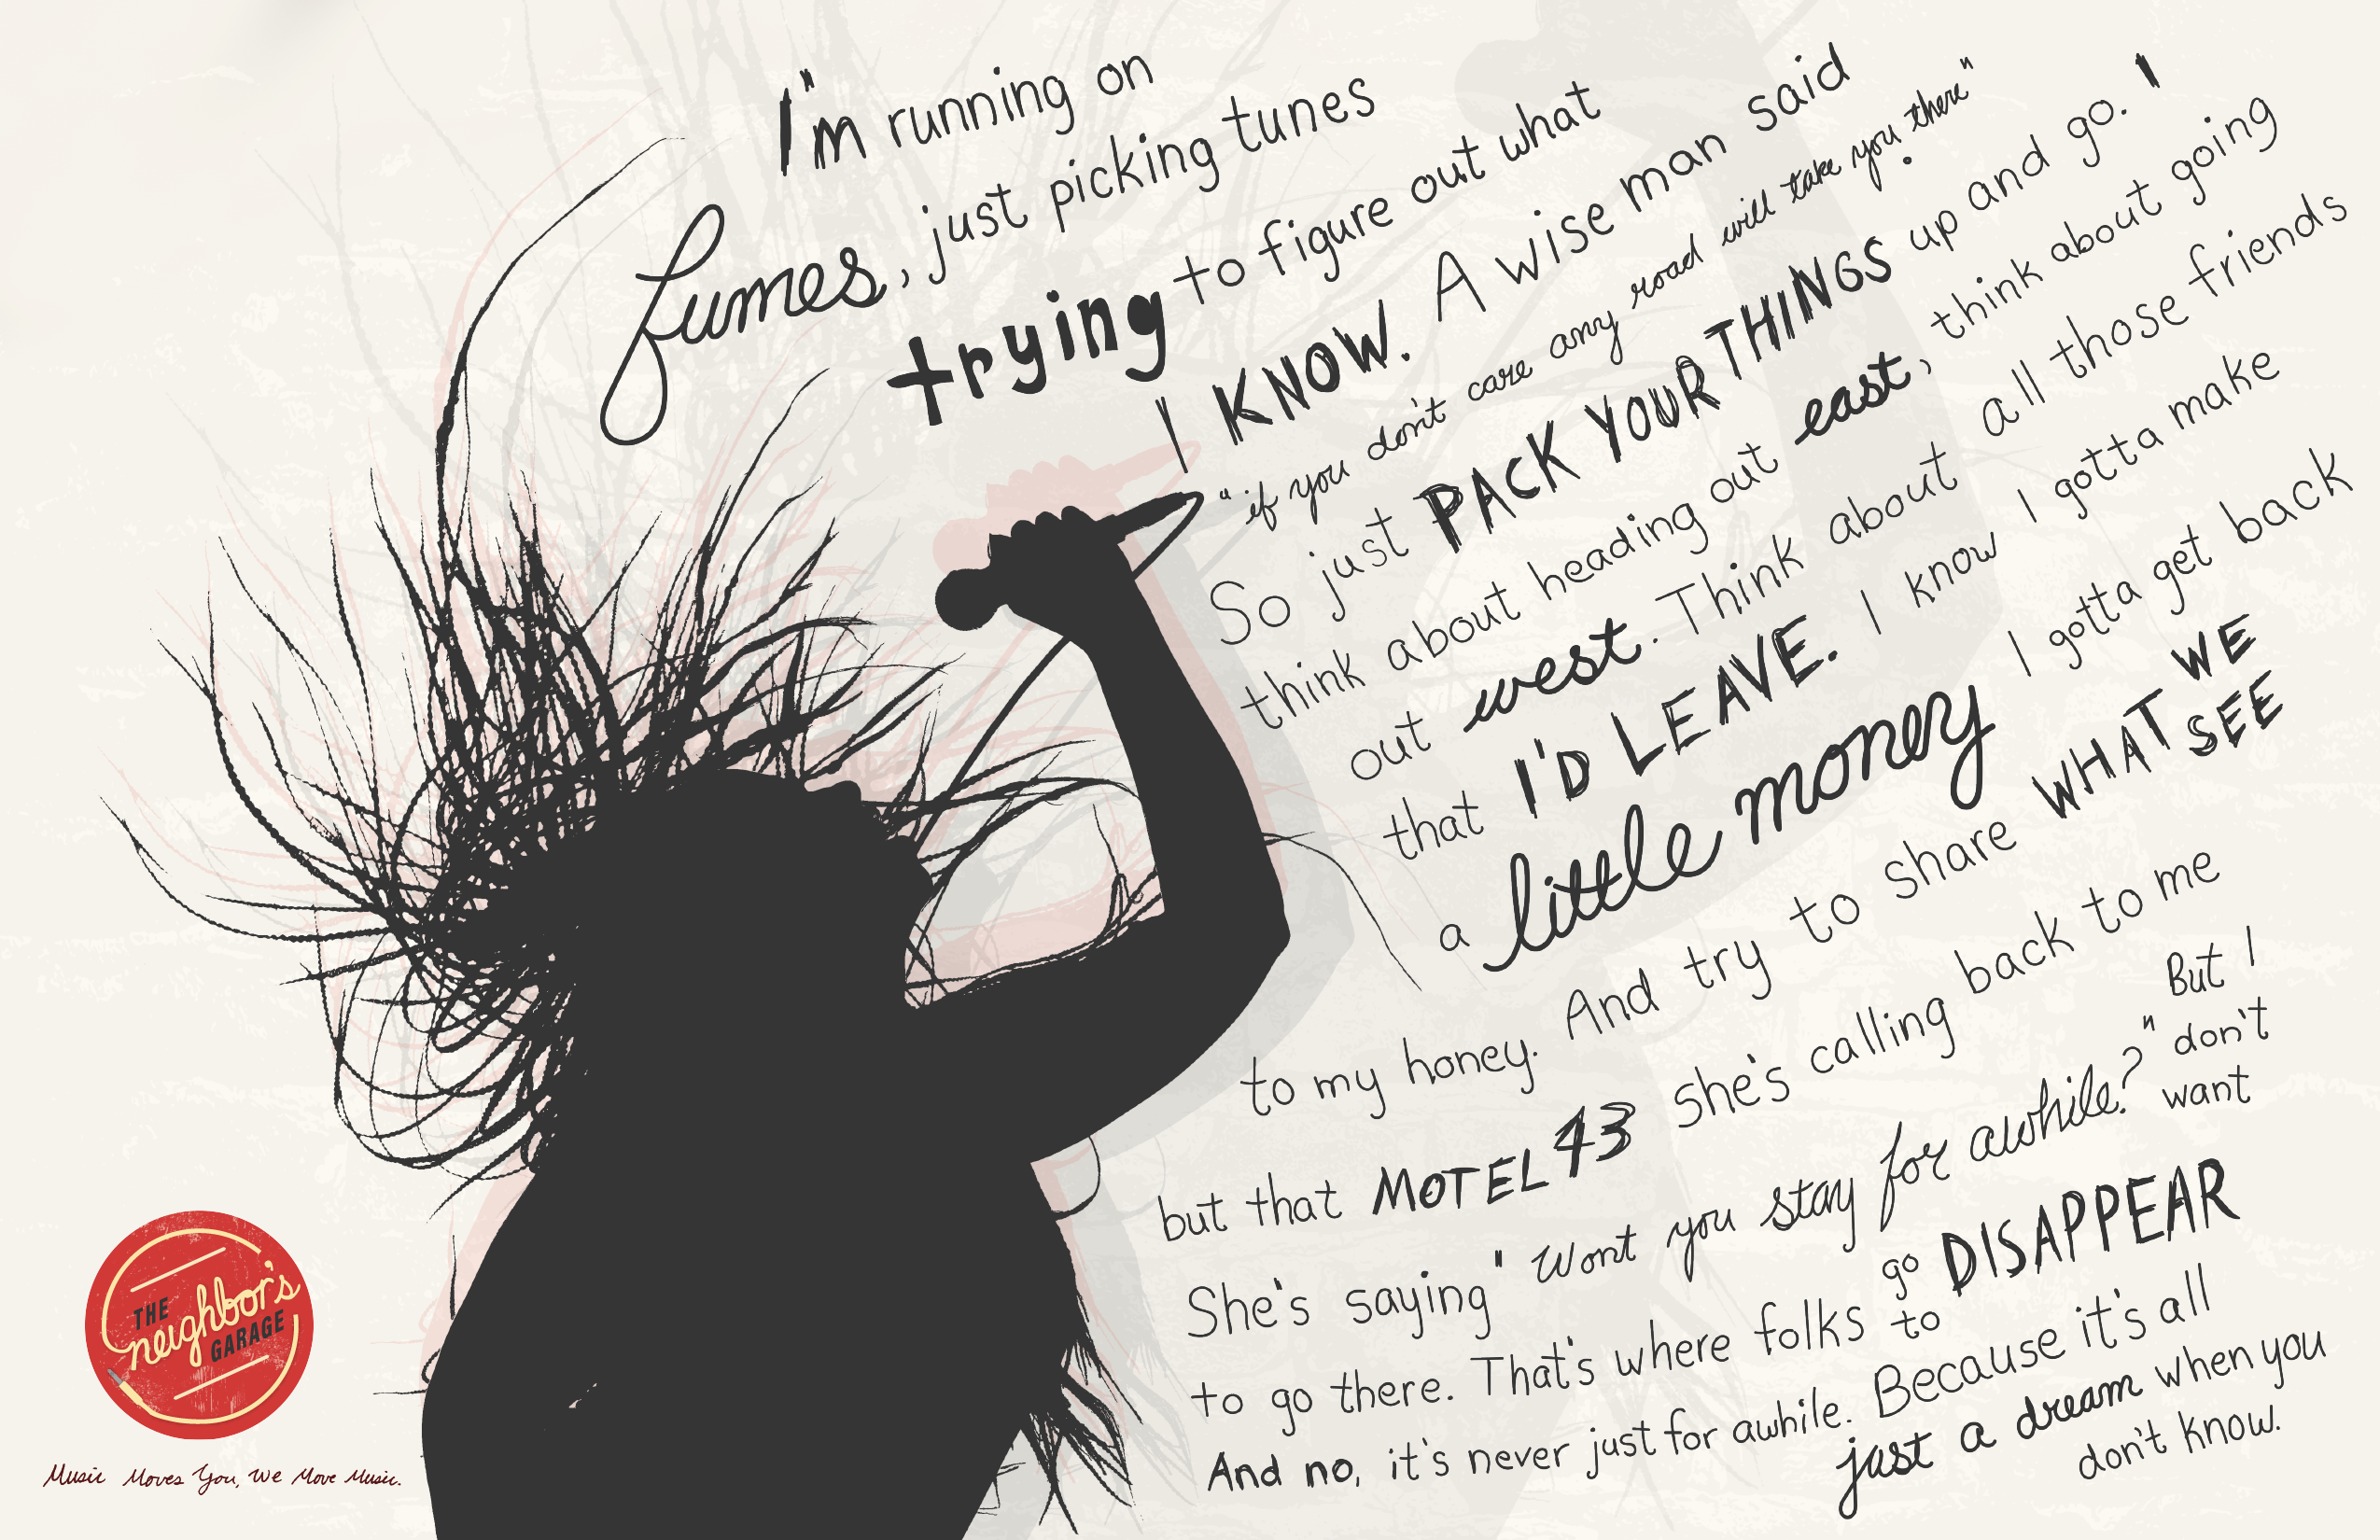 I"m running on
fumes, just picking tunes
trying to figure out what
I KNOW. A wise man said
"if you don't care any road will take you there".
So just PACK YOUR THINGS up and go. I
think about heading out east, think about going
out west. Think about all those friends
that I'D LEAVE. I know I gotta make
a little money I gotta get back
to my honey. And try to share WHAT WE SEE
but that MOTEL 43 she's calling back to me
She's saying "Wont you stay for awhile?" But I don't want
to go there. That's where folks go to DISAPPEAR
And no, it's never just for awhile. Because it's all
just a dream when you
don't know.
THE
neighbor's
GARAGE
Music Moves You, We Move Music.